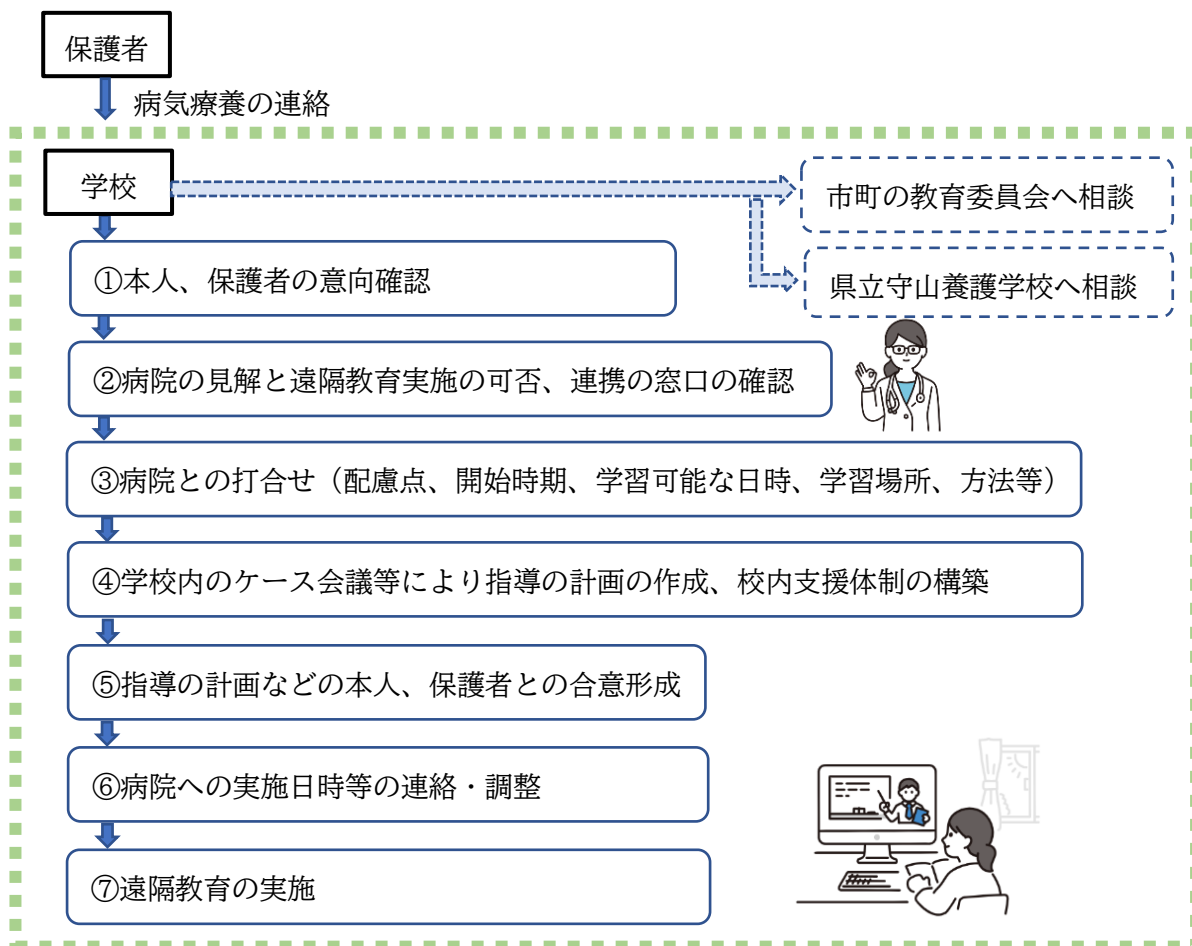 保護者
病気療養の連絡
学校
市町の教育委員会へ相談
県立守山養護学校へ相談
①本人、保護者の意向確認
②病院の見解と遠隔教育実施の可否、連携の窓口の確認
③病院との打合せ（配慮点、開始時期、学習可能な日時、学習場所、方法等）
④学校内のケース会議等により指導の計画の作成、校内支援体制の構築
⑤指導の計画などの本人、保護者との合意形成
⑥病院への実施日時等の連絡・調整
⑦遠隔教育の実施